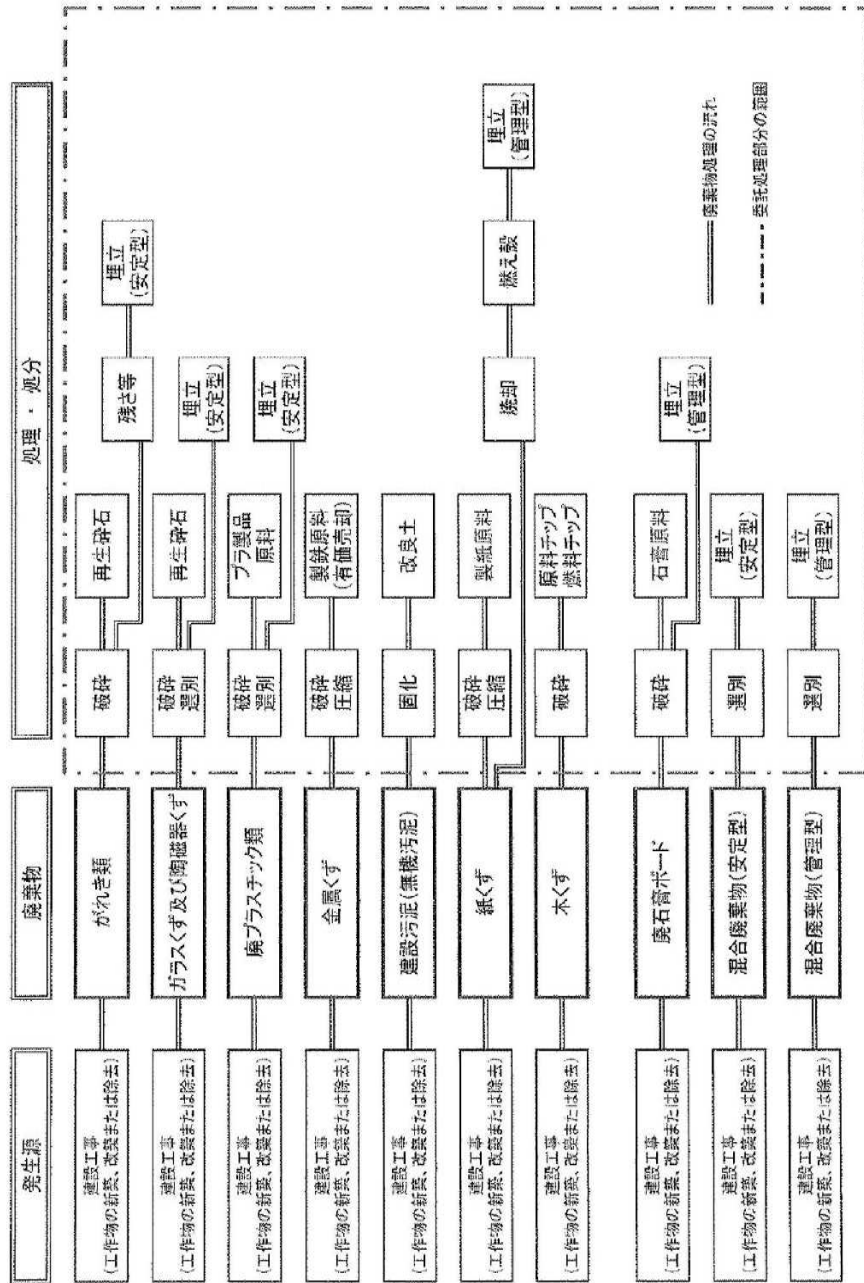 発生源
廃棄物
処理・処分
建設工事
(工作物の新築、改築または除去)
がれき類
破砕
再生砕石
残さ等
埋立
(安定型)
建設工事
(工作物の新築、改築または除去)
ガラスくず及び陶磁器くず
破砕
選別
再生砕石
埋立
(安定型)
建設工事
(工作物の新築、改築または除去)
廃プラスチック類
破砕
選別
プラ製品
原料
埋立
(安定型)
建設工事
(工作物の新築、改築または除去)
金属くず
破砕
圧縮
製鉄原料
(有価売却)
建設工事
(工作物の新築、改築または除去)
建設汚泥(無機汚泥)
固化
改良土
建設工事
(工作物の新築、改築または除去)
紙くず
破砕
圧縮
製紙原料
焼却
燃え殻
埋立
(管理型)
建設工事
(工作物の新築、改築または除去)
木くず
破砕
原料チップ
燃料チップ
建設工事
(工作物の新築、改築または除去)
廃石膏ボード
破砕
石膏原料
埋立
(管理型)
建設工事
(工作物の新築、改築または除去)
混合廃棄物(安定型)
選別
埋立
(安定型)
建設工事
(工作物の新築、改築または除去)
混合廃棄物(管理型)
選別
埋立
(管理型)
廃棄物処理の流れ
委託処理部分の範囲